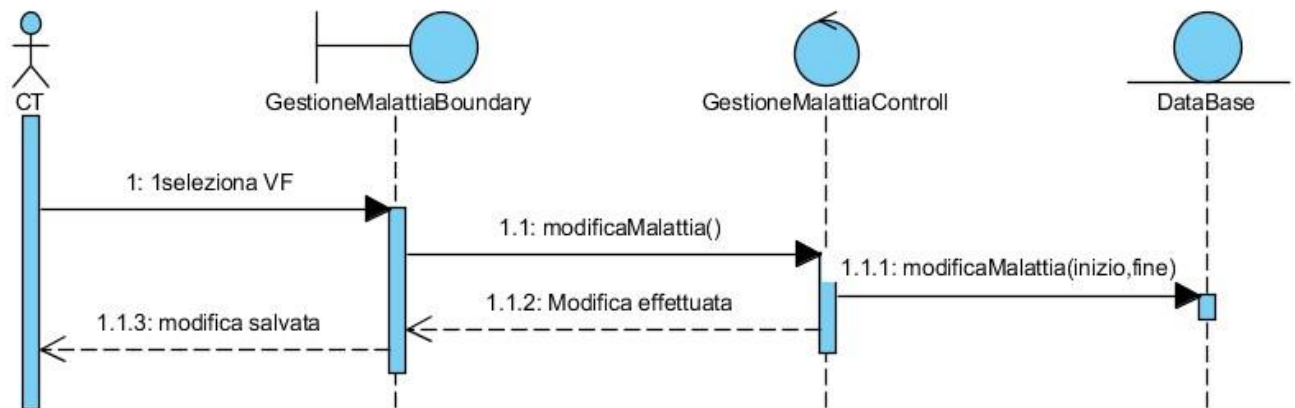 CT
GestioneMalattiaBoundary
GestioneMalattiaControll
DataBase
1: 1seleziona VF
1.1: modificaMalattia()
1.1.1: modificaMalattia(inizio,fine)
1.1.2: Modifica effettuata
1.1.3: modifica salvata